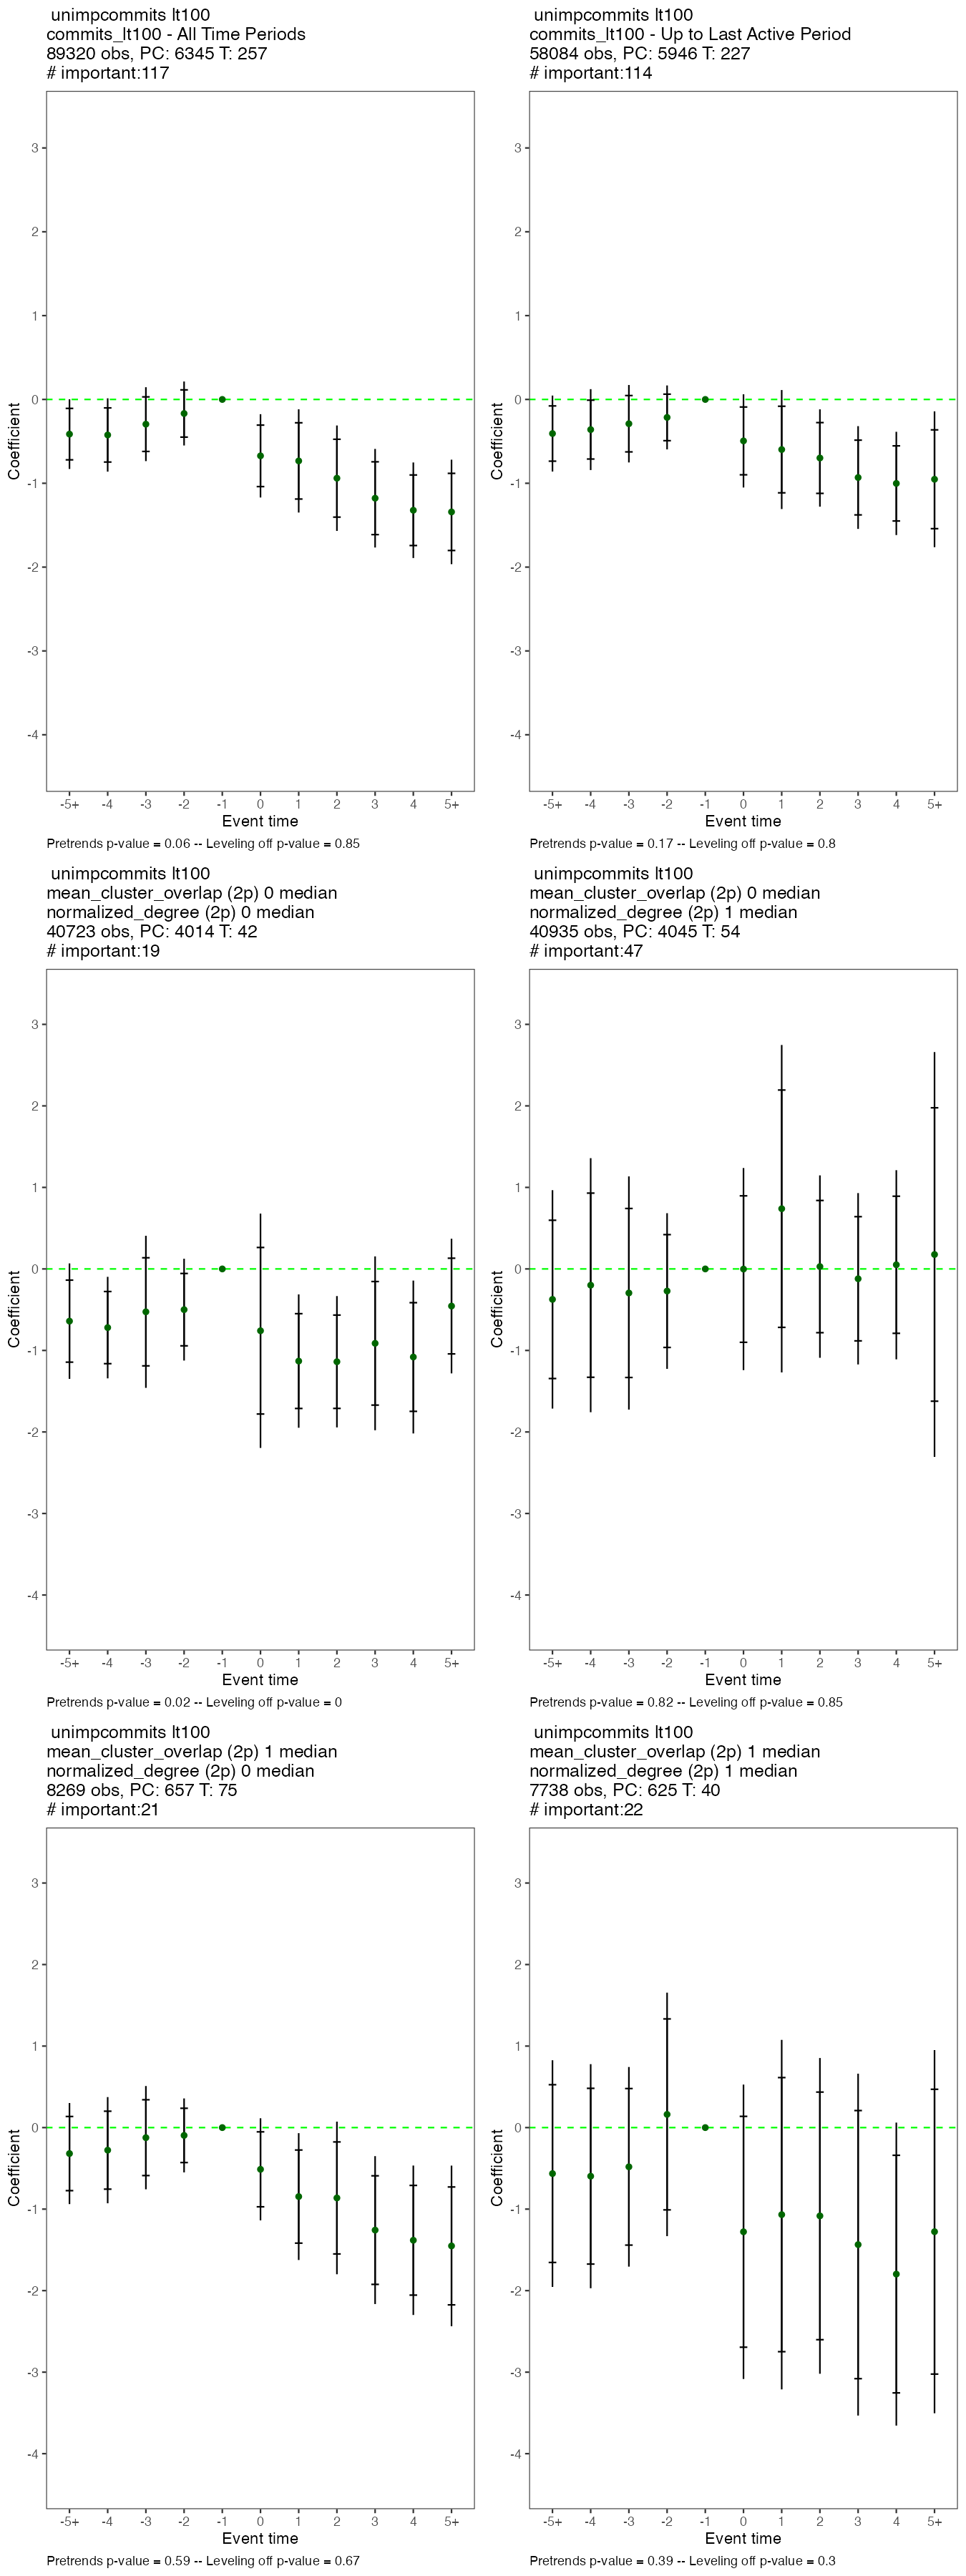 unimpcommits lt100
commits_lt100 - All Time Periods
89320 obs, PC: 6345 T: 257
# important:117
3
2
1
0
-1
-2
-3
-4
Coefficient
-5+ -4 -3 -2 -1 0 1 2 3 4 5+
Event time
Pretrends p-value = 0.06 -- Leveling off p-value = 0.85
unimpcommits lt100
commits_lt100 - Up to Last Active Period
58084 obs, PC: 5946 T: 227
# important:114
3
2
1
0
-1
-2
-3
-4
Coefficient
-5+ -4 -3 -2 -1 0 1 2 3 4 5+
Event time
Pretrends p-value = 0.17 -- Leveling off p-value = 0.8
unimpcommits lt100
mean_cluster_overlap (2p) 0 median
normalized_degree (2p) 0 median
40723 obs, PC: 4014 T: 42
# important:19
3
2
1
0
-1
-2
-3
-4
Coefficient
-5+ -4 -3 -2 -1 0 1 2 3 4 5+
Event time
Pretrends p-value = 0.02 -- Leveling off p-value = 0
unimpcommits lt100
mean_cluster_overlap (2p) 0 median
normalized_degree (2p) 1 median
40935 obs, PC: 4045 T: 54
# important:47
3
2
1
0
-1
-2
-3
-4
Coefficient
-5+ -4 -3 -2 -1 0 1 2 3 4 5+
Event time
Pretrends p-value = 0.82 -- Leveling off p-value = 0.85
unimpcommits lt100
mean_cluster_overlap (2p) 1 median
normalized_degree (2p) 0 median
8269 obs, PC: 657 T: 75
# important:21
3
2
1
0
-1
-2
-3
-4
Coefficient
-5+ -4 -3 -2 -1 0 1 2 3 4 5+
Event time
Pretrends p-value = 0.59 -- Leveling off p-value = 0.67
unimpcommits lt100
mean_cluster_overlap (2p) 1 median
normalized_degree (2p) 1 median
7738 obs, PC: 625 T: 40
# important:22
3
2
1
0
-1
-2
-3
-4
Coefficient
-5+ -4 -3 -2 -1 0 1 2 3 4 5+
Event time
Pretrends p-value = 0.39 -- Leveling off p-value = 0.3